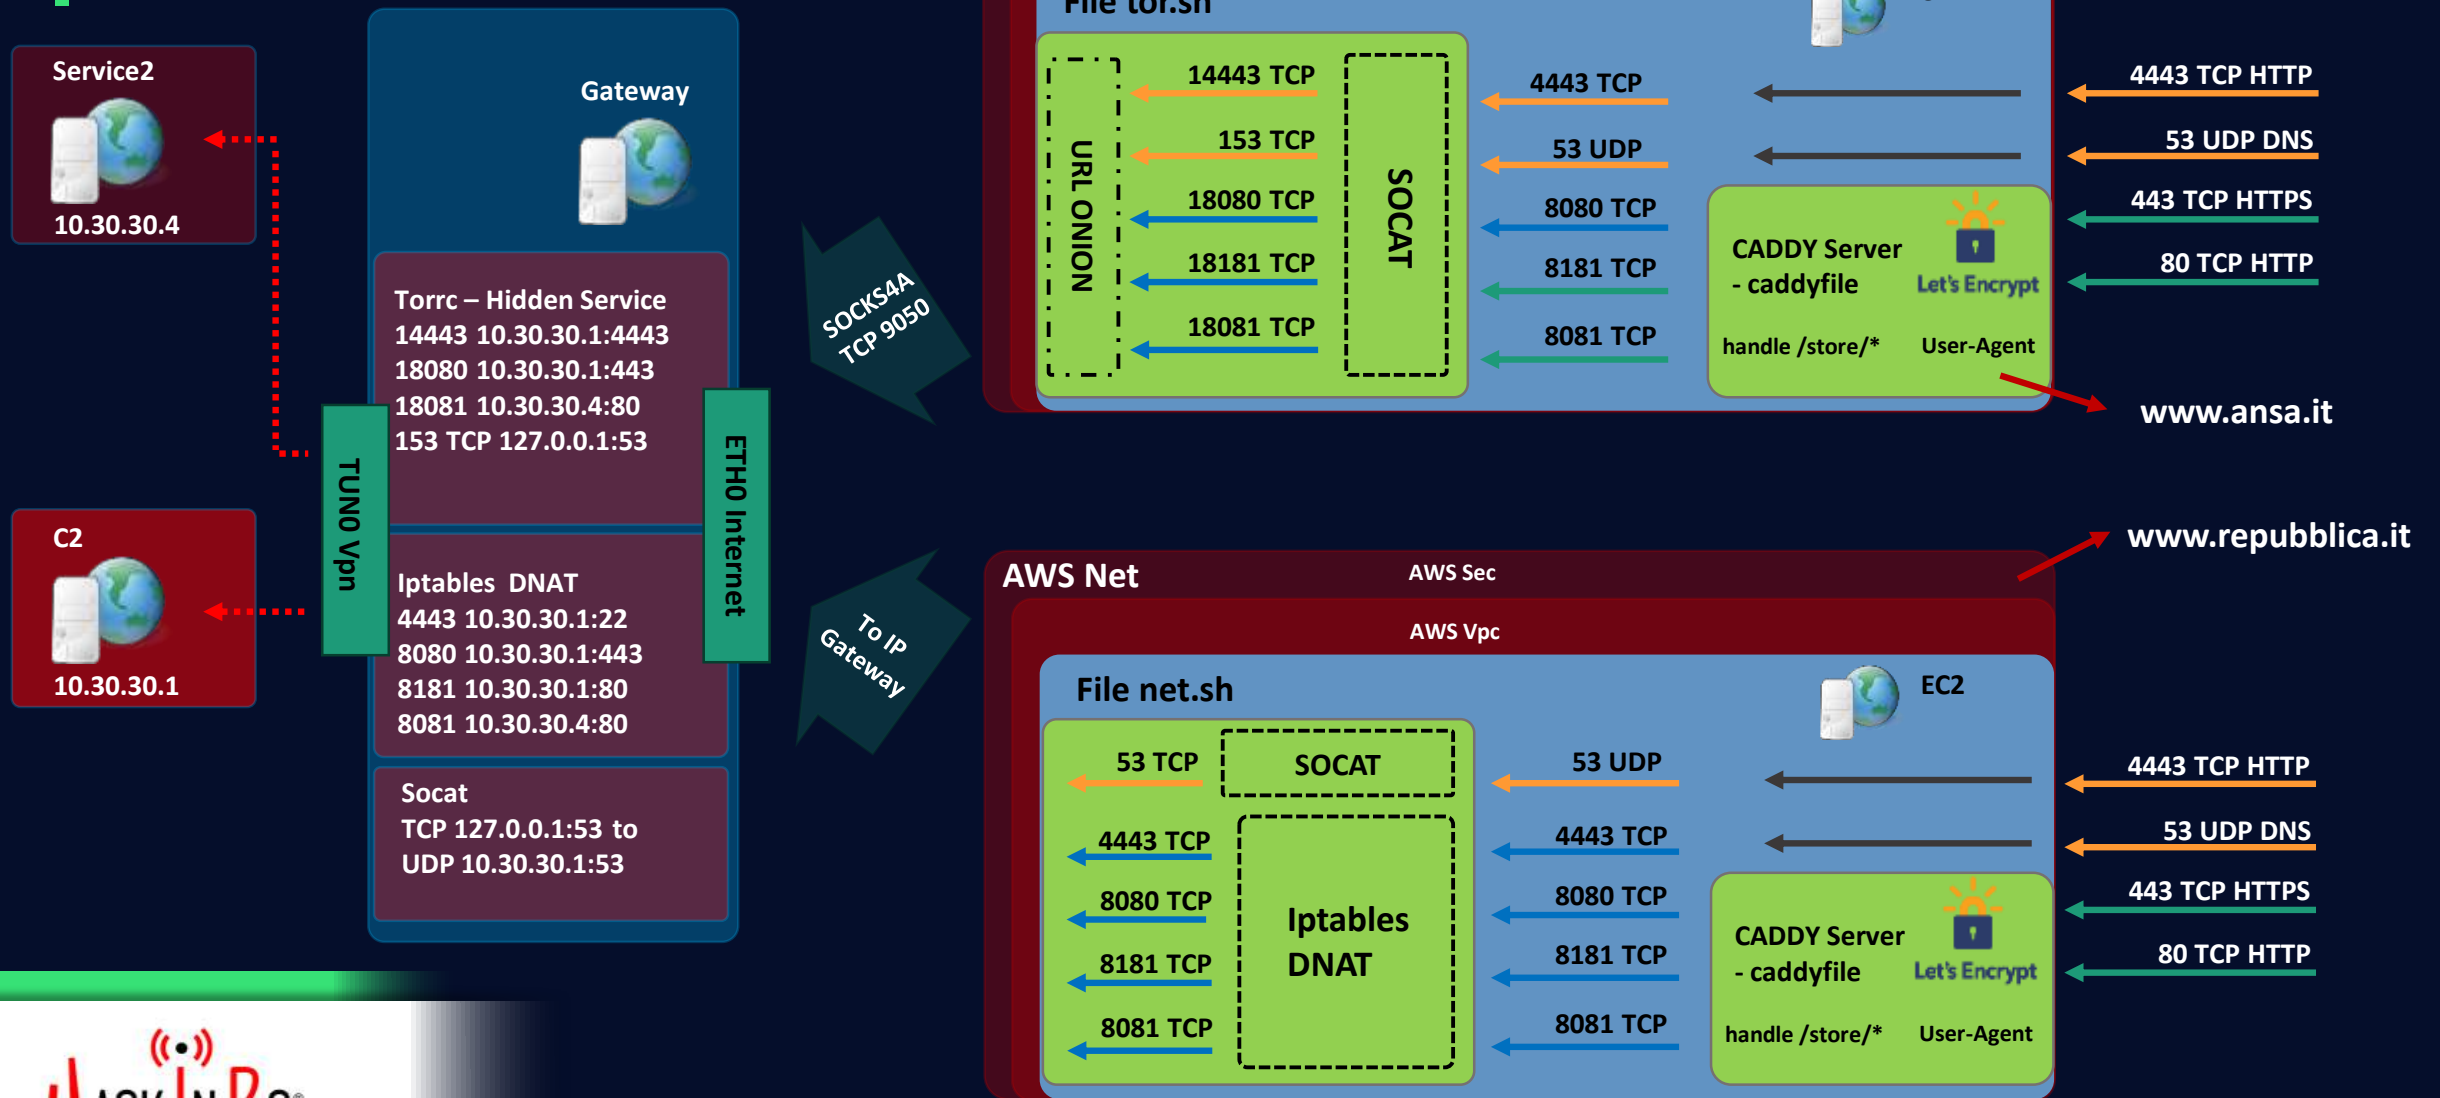 File tor.sh
Service2
10.30.30.4
C2
10.30.30.1
Gateway
Torrc – Hidden Service
14443 10.30.30.1:4443
18080 10.30.30.1:443
18081 10.30.30.4:80
153 TCP 127.0.0.1:53
TUN0 Vpn
ETH0 Internet
Iptables DNAT
4443 10.30.30.1:22
8080 10.30.30.1:443
8181 10.30.30.1:80
8081 10.30.30.4:80
Socat
TCP 127.0.0.1:53 to
UDP 10.30.30.1:53
SOCKS4A
TCP 9050
To IP
Gateway
URL ONION
14443 TCP
153 TCP
18080 TCP
18181 TCP
18081 TCP
SOCAT
4443 TCP
53 UDP
8080 TCP
8181 TCP
8081 TCP
CADDY Server
- caddyfile
Let's Encrypt
handle /store/*
User-Agent
4443 TCP HTTP
53 UDP DNS
443 TCP HTTPS
80 TCP HTTP
www.ansa.it
www.repubblica.it
AWS Net
AWS Sec
AWS Vpc
File net.sh
EC2
53 TCP
4443 TCP
8080 TCP
8181 TCP
8081 TCP
SOCAT
Iptables
DNAT
53 UDP
4443 TCP
8080 TCP
8181 TCP
8081 TCP
CADDY Server
- caddyfile
Let's Encrypt
handle /store/*
User-Agent
4443 TCP HTTP
53 UDP DNS
443 TCP HTTPS
80 TCP HTTP